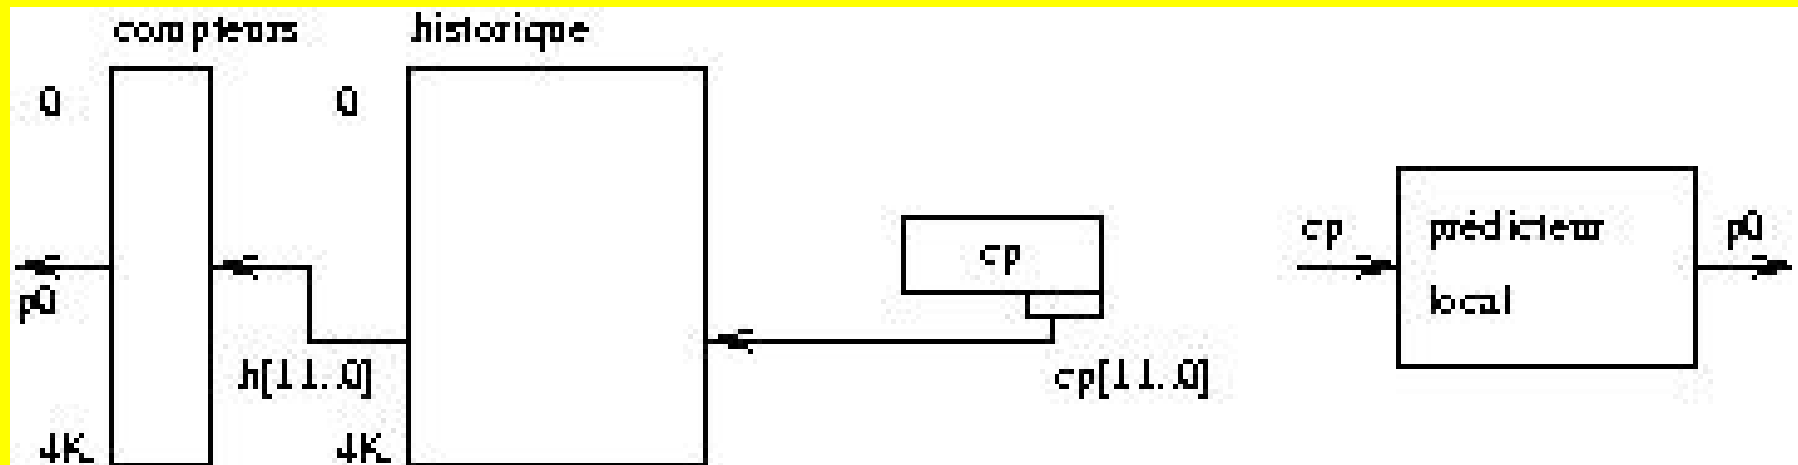 compteurs
historique
0
0
cp
cp
prédicteur
p0
p0
local
h[11..0]
cp[11..0]
4K
4K